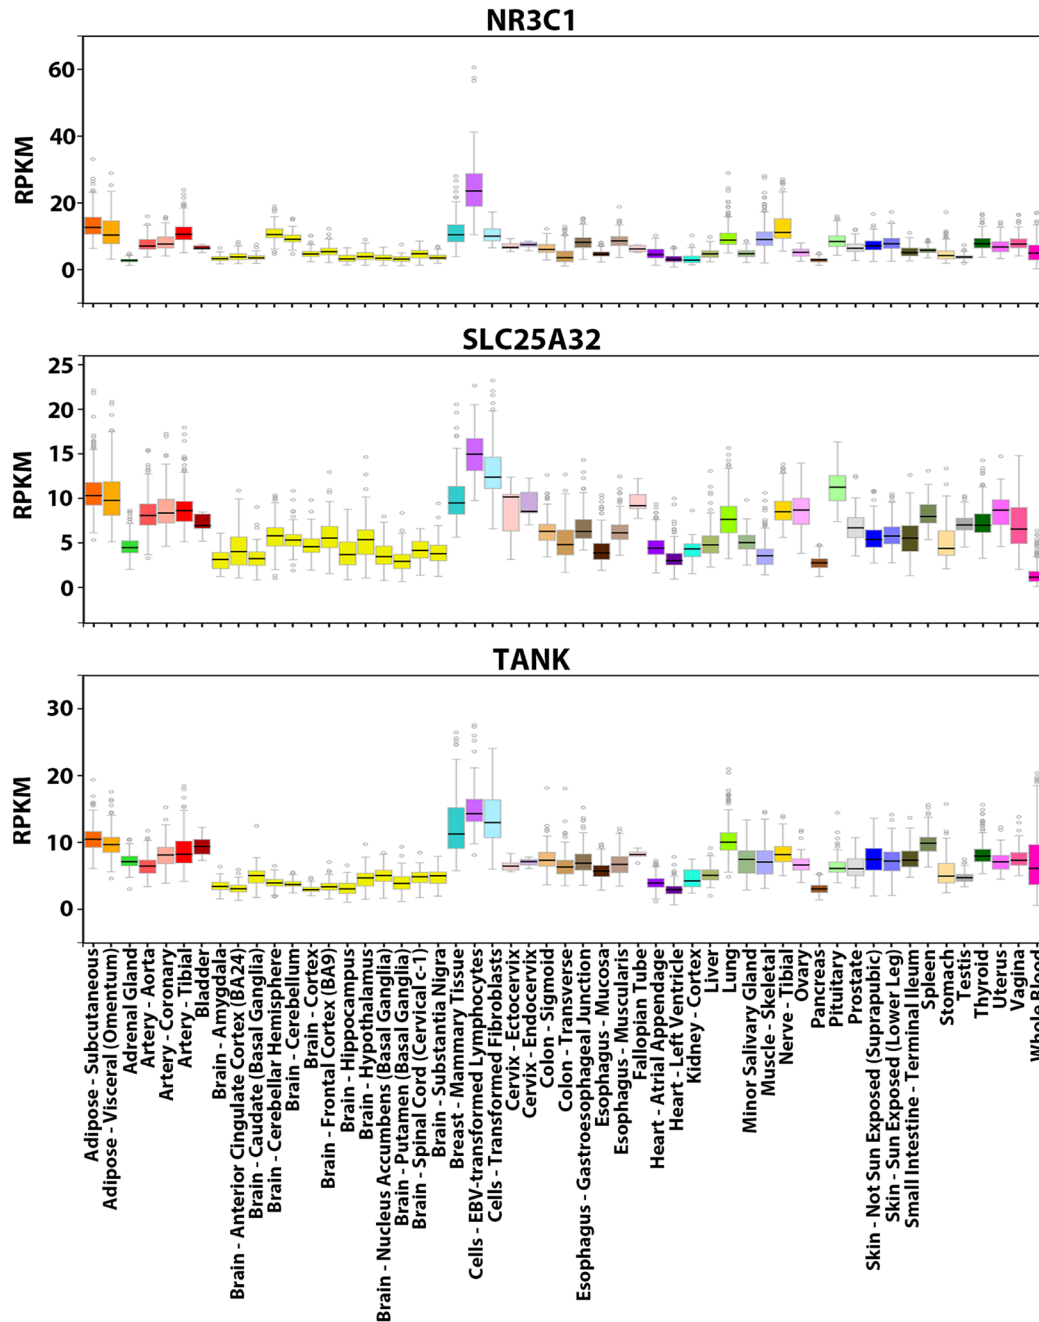 NR3C1
RPKM
60
40
20
0
SLC25A32
RPKM
25
20
15
10
5
0
TANK
RPKM
30
20
10
0
Adipose - Subcutaneous
Adipose - Visceral (Omentum)
Adrenal Gland
Artery - Aorta
Artery - Coronary
Artery - Tibial
Bladder
Brain - Amygdala
Brain - Anterior Cingulate Cortex (BA24)
Brain - Caudate (Basal Ganglia)
Brain - Cerebellar Hemisphere
Brain - Cerebellum
Brain - Cortex
Brain - Frontal Cortex (BA9)
Brain - Hippocampus
Brain - Hypothalamus
Brain - Nucleus Accumbens (Basal Ganglia)
Brain - Putamen (Basal Ganglia)
Brain - Spinal Cord (Cervical c-1)
Brain - Substantia Nigra
Breast - Mammary Tissue
Cells - EBV-transformed Lymphocytes
Cells - Transformed Fibroblasts
Cervix - Ectocervix
Cervix - Endocervix
Colon - Sigmoid
Colon - Transverse
Esophagus - Gastroesophageal Junction
Esophagus - Mucosa
Esophagus - Muscularis
Fallopian Tube
Heart - Atrial Appendage
Heart - Left Ventricle
Kidney - Cortex
Liver
Lung
Minor Salivary Gland
Muscle - Skeletal
Nerve - Tibial
Ovary
Pancreas
Pituitary
Prostate
Skin - Not Sun Exposed (Suprapubic)
Skin - Sun Exposed (Lower Leg)
Small Intestine - Terminal Ileum
Spleen
Stomach
Testis
Thyroid
Uterus
Vagina
Whole Blood